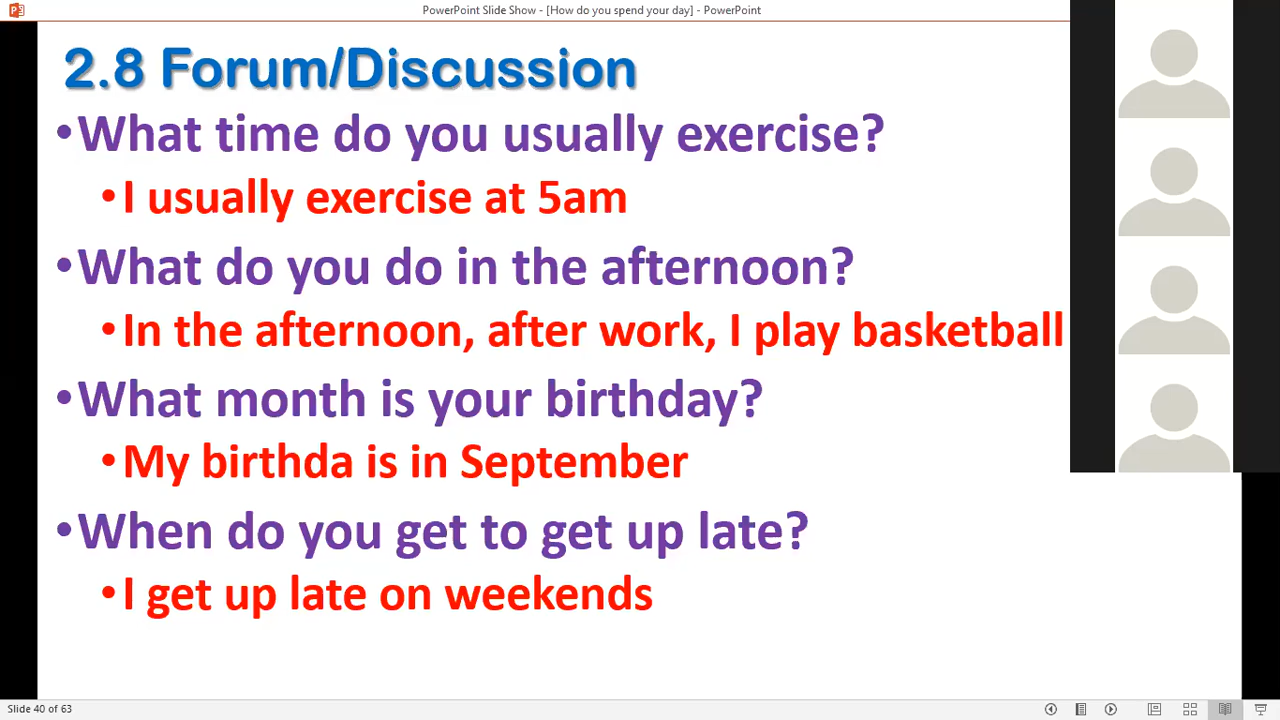 PowerPoint Slide Show - [How do you spend your day] - PowerPoint
2.8 Forum/Discussion
•What time do you usually exercise?
•I usually exercise at 5am
•What do you do in the afternoon?
•In the afternoon, after work, I play basketball
•What month is your birthday?
•My birthda is in September
•When do you get to get up late?
•I get up late on weekends
Slide 40 of 63